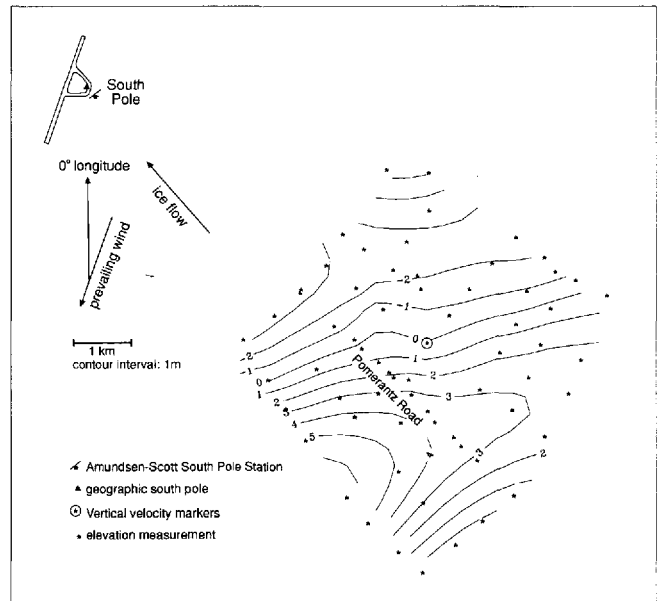 South
Pole
0° longitude
ice flow
prevailing wind
1 km
contour interval: 1m
-2
-1
0
1
2
-2
-1
0
1
2
3
4
5
Pomerantz Road
3
4
3
2
Amundsen-Scott South Pole Station
geographic south pole
Vertical velocity markers
elevation measurement